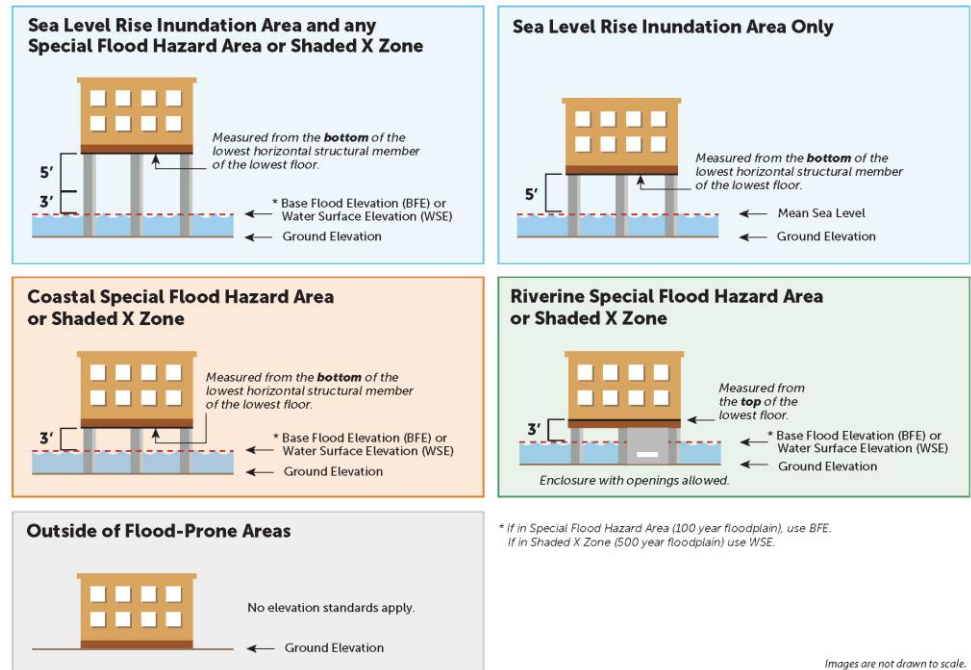 Sea Level Rise Inundation Area and any
Special Flood Hazard Area or Shaded X Zone
Measured from the bottom of the
lowest horizontal structural member
of the lowest floor.
5'
3'
* Base Flood Elevation (BFE) or
Water Surface Elevation (WSE)
Ground Elevation
Sea Level Rise Inundation Area Only
Measured from the bottom of the
lowest horizontal structural member
of the lowest floor.
5'
Mean Sea Level
Ground Elevation
Coastal Special Flood Hazard Area
or Shaded X Zone
Measured from the bottom of the
lowest horizontal structural member
of the lowest floor.
3'
* Base Flood Elevation (BFE) or
Water Surface Elevation (WSE)
Ground Elevation
Riverine Special Flood Hazard Area
or Shaded X Zone
Measured from
the top of the
lowest floor.
3'
* Base Flood Elevation (BFE) or
Water Surface Elevation (WSE)
Ground Elevation
Enclosure with openings allowed.
Outside of Flood-Prone Areas
No elevation standards apply.
Ground Elevation
* If in Special Flood Hazard Area (100 year floodplain), use BFE.
If in Shaded X Zone (500 year floodplain) use WSE.
Images are not drawn to scale.